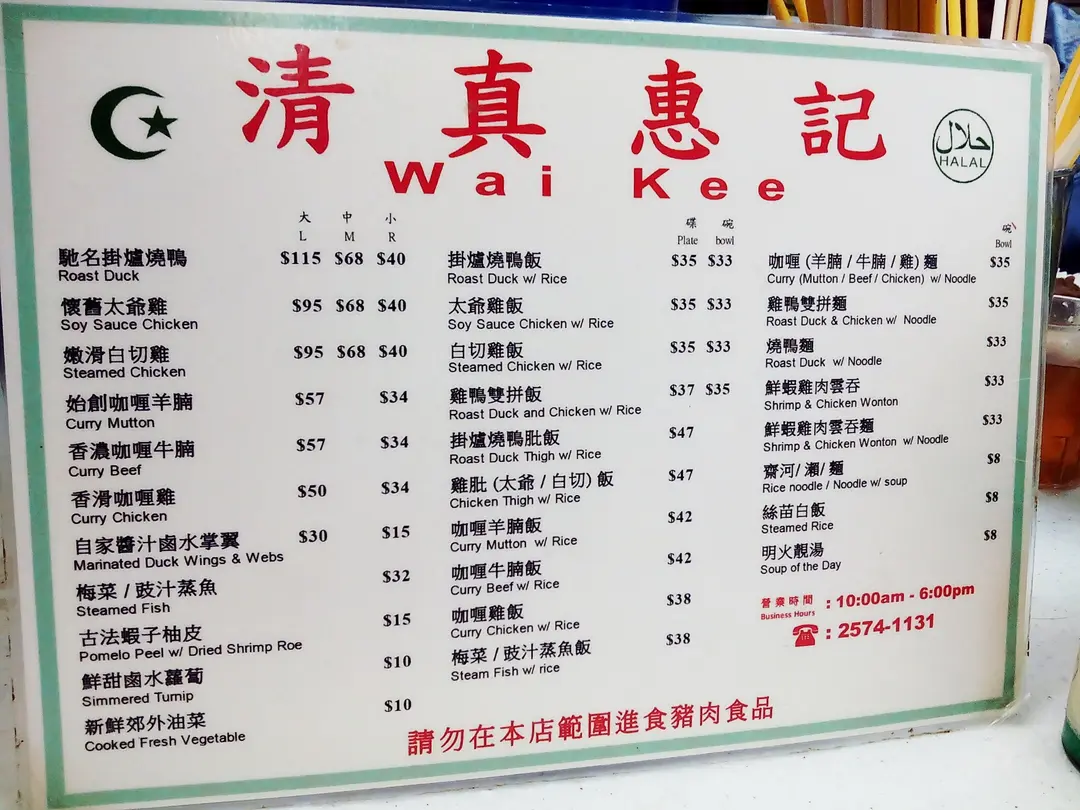 清真惠記
Wai Kee
حلال
HALAL
大 中 小
L M R
馳名掛爐燒鴨 $115 $68 $40
Roast Duck
懷舊太爺雞 $95 $68 $40
Soy Sauce Chicken
嫩滑白切雞 $95 $68 $40
Steamed Chicken
始創咖喱羊腩 $57 $34
Curry Mutton
香濃咖喱牛腩 $57 $34
Curry Beef
香滑咖喱雞 $50 $34
Curry Chicken
自家醬汁鹵水掌翼 $30 $15
Marinated Duck Wings & Webs
梅菜 / 豉汁蒸魚 $32
Steamed Fish
古法蝦子柚皮 $15
Pomelo Peel w/ Dried Shrimp Roe
鮮甜鹵水蘿蔔 $10
Simmered Turnip
新鮮郊外油菜 $10
Cooked Fresh Vegetable
碟 碗
Plate bowl
掛爐燒鴨飯 $35 $33
Roast Duck w/ Rice
太爺雞飯 $35 $33
Soy Sauce Chicken w/ Rice
白切雞飯 $35 $33
Steamed Chicken w/ Rice
雞鴨雙拼飯 $37 $35
Roast Duck and Chicken w/ Rice
掛爐燒鴨肶飯 $47
Roast Duck Thigh w/ Rice
雞肶 (太爺 / 白切) 飯 $47
Chicken Thigh w/ Rice
咖喱羊腩飯 $42
Curry Mutton w/ Rice
咖喱牛腩飯 $42
Curry Beef w/ Rice
咖喱雞飯 $38
Curry Chicken w/ Rice
梅菜 / 豉汁蒸魚飯 $38
Steam Fish w/ rice
碗
Bowl
咖喱 (羊腩 / 牛腩 / 雞) 麵 $35
Curry (Mutton / Beef / Chicken) w/ Noodle
雞鴨雙拼麵 $35
Roast Duck & Chicken w/ Noodle
燒鴨麵 $33
Roast Duck w/ Noodle
鮮蝦雞肉雲吞 $33
Shrimp & Chicken Wonton
鮮蝦雞肉雲吞麵 $33
Shrimp & Chicken Wonton w/ Noodle
齋河/ 瀨/ 麵 $8
Rice noodle / Noodle w/ soup
絲苗白飯 $8
Steamed Rice
明火靚湯 $8
Soup of the Day
營業時間 : 10:00am - 6:00pm
Business Hours
: 2574-1131
請勿在本店範圍進食豬肉食品